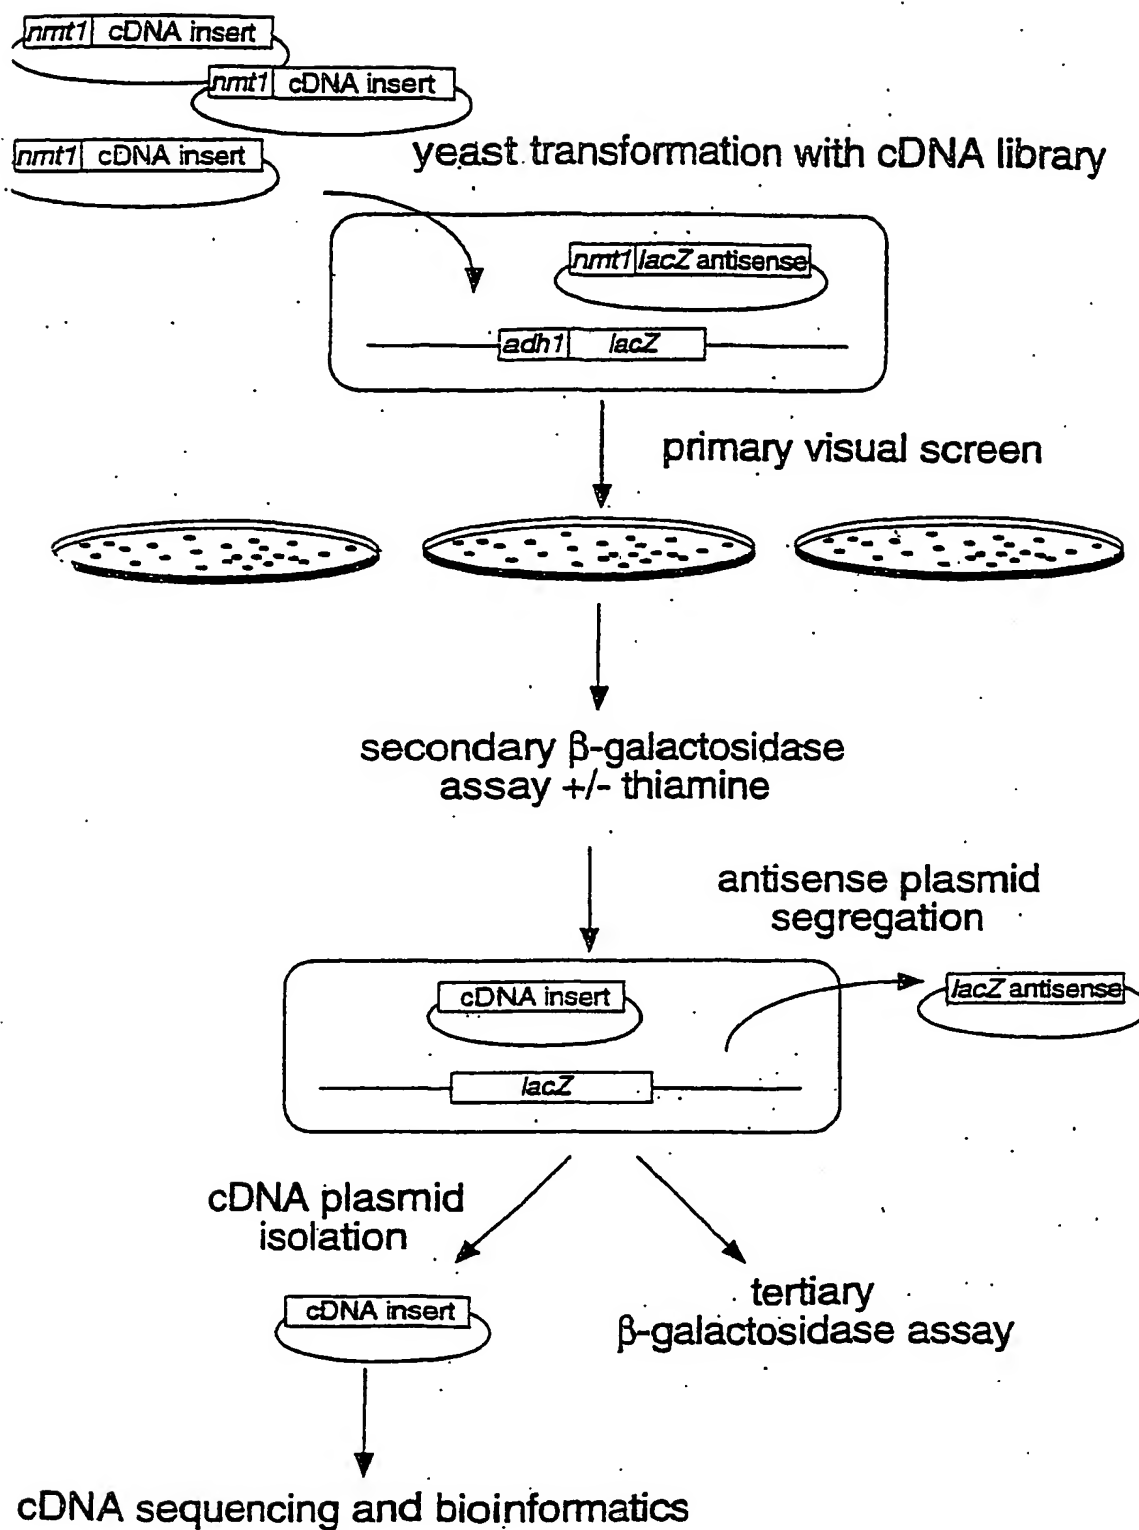 nmt1 cDNA insert
nmt1 cDNA insert
nmt1 cDNA insert
yeast transformation with cDNA library
nmt1 lacZ antisense
adh1 lacZ
primary visual screen
secondary β-galactosidase
assay +/- thiamine
antisense plasmid
segregation
cDNA insert
lacZ antisense
lacZ
cDNA plasmid
isolation
cDNA insert
tertiary
β-galactosidase assay
cDNA sequencing and bioinformatics